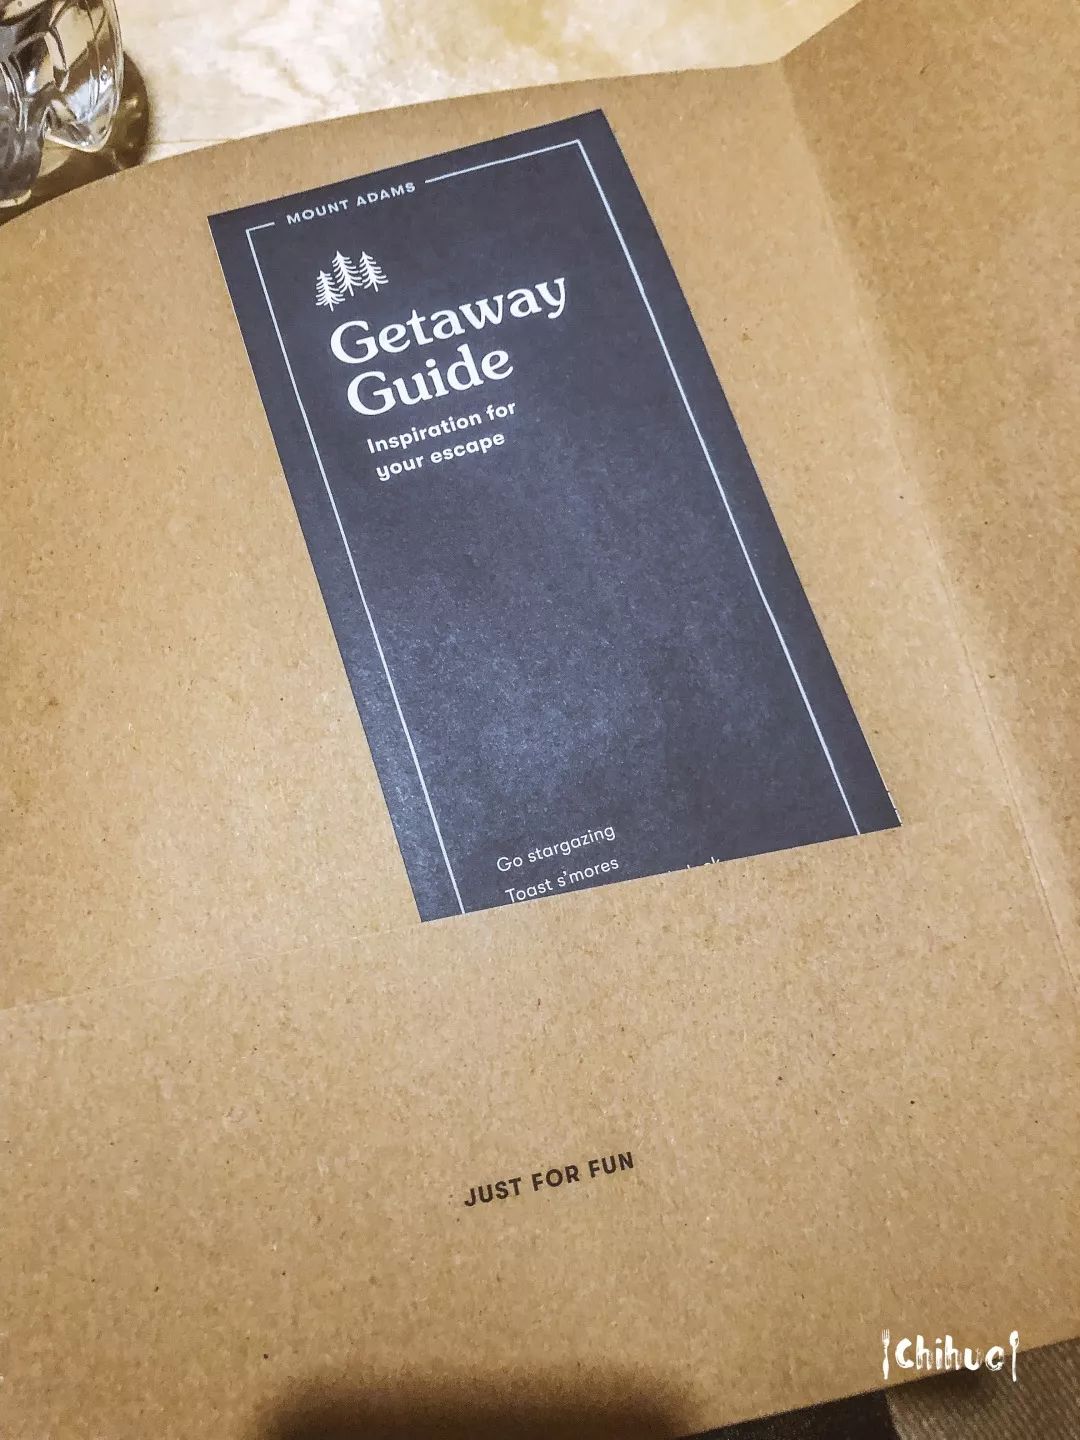 MOUNT ADAMS
Getaway
Guide
Inspiration for
your escape
Go stargazing
Toast s'mores
JUST FOR FUN
Chihuo